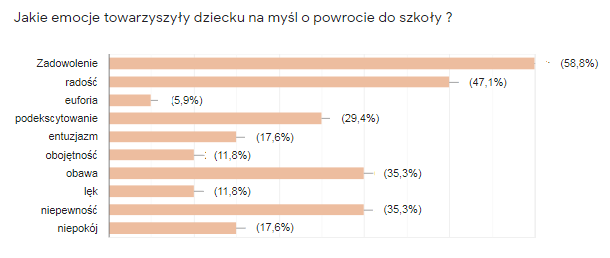 Jakie emocje towarzyszyły dziecku na myśl o powrocie do szkoły ?
Zadowolenie (58,8%)
radość (47,1%)
euforia (5,9%)
podekscytowanie (29,4%)
entuzjazm (17,6%)
obojętność (11,8%)
obawa (35,3%)
lęk (11,8%)
niepewność (35,3%)
niepokój (17,6%)